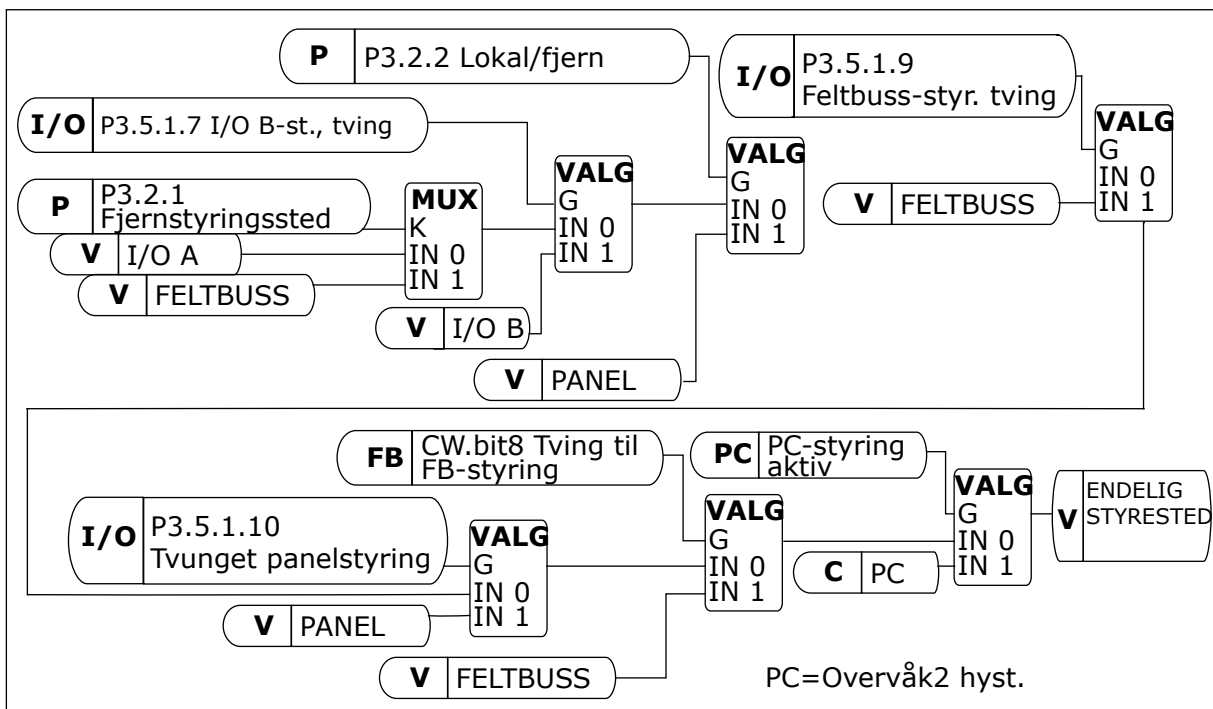 P P3.2.2 Lokal/fjern
I/O P3.5.1.9
Feltbuss-styr. tving
I/O P3.5.1.7 I/O B-st., tving
P P3.2.1
Fjernstyringssted
V I/O A
V FELTBUSS
MUX
K
IN 0
IN 1
V I/O B
VALG
G
IN 0
IN 1
V PANEL
VALG
G
IN 0
IN 1
V FELTBUSS
VALG
G
IN 0
IN 1
FB CW.bit8 Tving til
FB-styring
PC PC-styring
aktiv
I/O P3.5.1.10
Tvunget panelstyring
V PANEL
VALG
G
IN 0
IN 1
V FELTBUSS
VALG
G
IN 0
IN 1
C PC
VALG
G
IN 0
IN 1
V ENDELIG
STYRESTED
PC=Overvåk2 hyst.